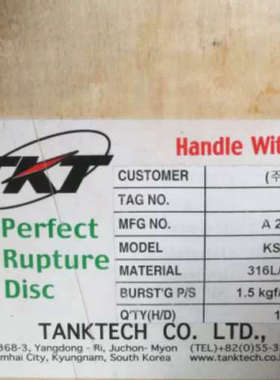 Handle Wit
TKT
CUSTOMER (주
TAG NO.
Perfect
MFG NO. A 2
Rupture
MODEL KS
Disc
MATERIAL 316L/
BURST'G P/S 1.5 kgf/
Q'TY(H/D) 1
TANKTECH CO. LTD.,
868-3, Yangdong - Ri, Juchon- Myon TEL)+82(0)55-3
mhai City, Kyungnam, South Korea www.tanktech.co